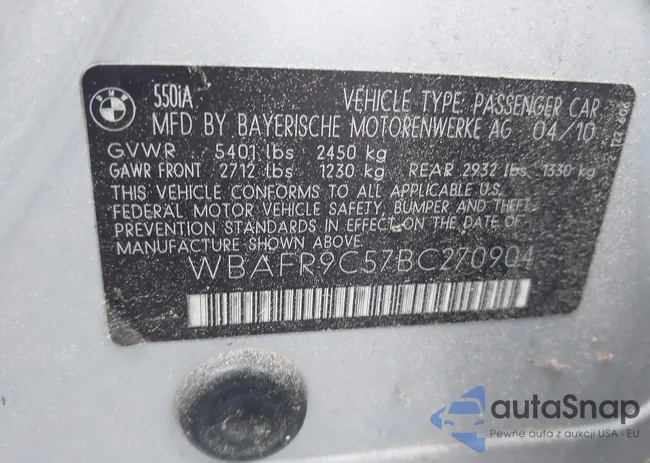 BMW
550iA VEHICLE TYPE: PASSENGER CAR
MFD BY BAYERISCHE MOTORENWERKE AG 04/10
GVWR 5401 lbs 2450 kg
GAWR FRONT 2712 lbs 1230 kg REAR 2932 lbs 1330 kg
THIS VEHICLE CONFORMS TO ALL APPLICABLE U.S.
FEDERAL MOTOR VEHICLE SAFETY, BUMPER AND THEFT
PREVENTION STANDARDS IN EFFECT ON THE DATE OF
MANUFACTURE SHOWN ABOVE.
WBAFR9C57BC270904
autaSnap
Pewne auta z aukcji USA i EU